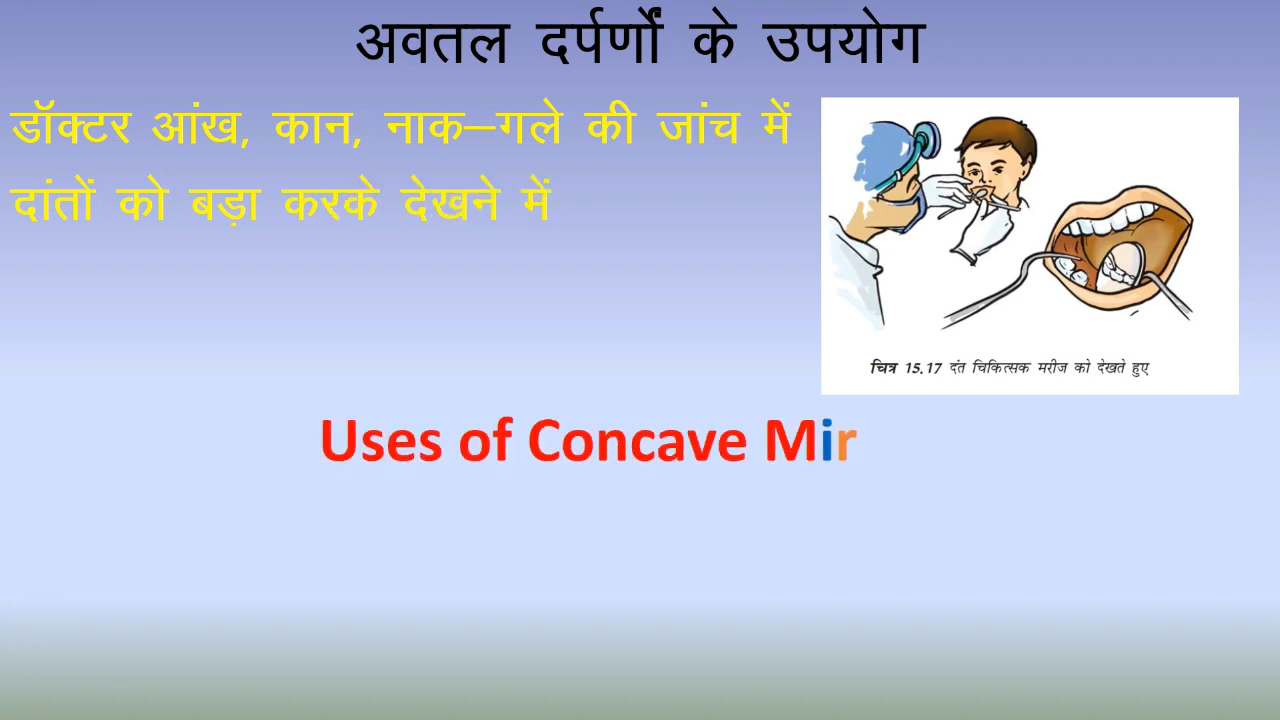 अवतल दर्पणों के उपयोग
डॉक्टर आंख, कान, नाक–गले की जांच में
दांतों को बड़ा करके देखने में
चित्र 15.17 दंत चिकित्सक मरीज को देखते हुए
Uses of Concave Mir